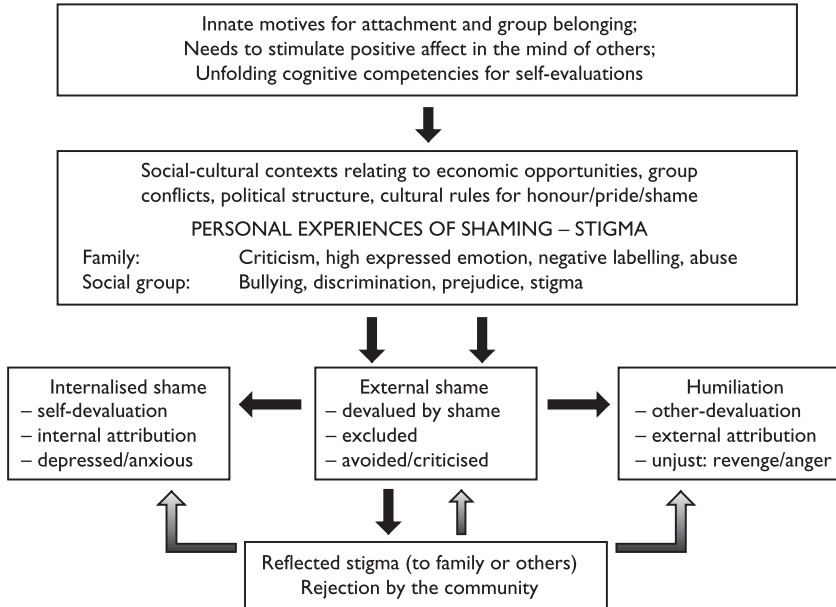 Innate motives for attachment and group belonging;
Needs to stimulate positive affect in the mind of others;
Unfolding cognitive competencies for self-evaluations
Social-cultural contexts relating to economic opportunities, group
conflicts, political structure, cultural rules for honour/pride/shame
PERSONAL EXPERIENCES OF SHAMING – STIGMA
Family: Criticism, high expressed emotion, negative labelling, abuse
Social group: Bullying, discrimination, prejudice, stigma
Internalised shame
– self-devaluation
– internal attribution
– depressed/anxious
External shame
– devalued by shame
– excluded
– avoided/criticised
Humiliation
– other-devaluation
– external attribution
– unjust: revenge/anger
Reflected stigma (to family or others)
Rejection by the community